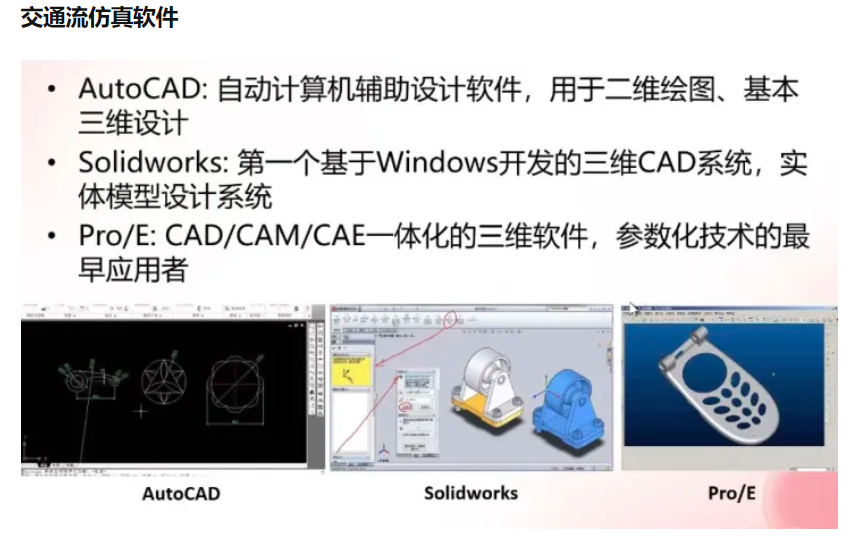 交通流仿真软件
• AutoCAD: 自动计算机辅助设计软件，用于二维绘图、基本
三维设计
• Solidworks: 第一个基于Windows开发的三维CAD系统，实
体模型设计系统
• Pro/E: CAD/CAM/CAE一体化的三维软件，参数化技术的最
早应用者
AutoCAD
Solidworks
Pro/E